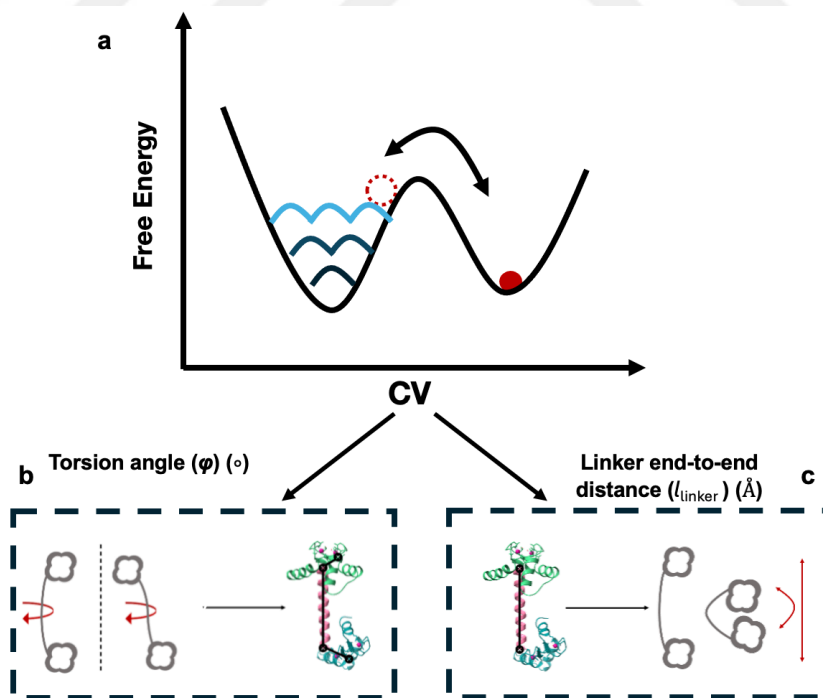 a
Free Energy
CV
b
Torsion angle (φ) (∘)
Linker end-to-end
distance (l_linker) (Å)
c